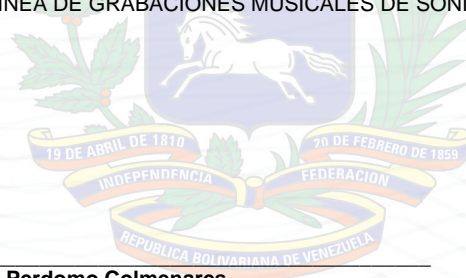 ÍNEA DE GRABACIONES MUSICALES DE SONI
19 DE ABRIL DE 1810
20 DE FEBRERO DE 1859
INDEPENDENCIA
FEDERACION
REPUBLICA BOLIVARIANA DE VENEZUELA
Perdomo Colmenares